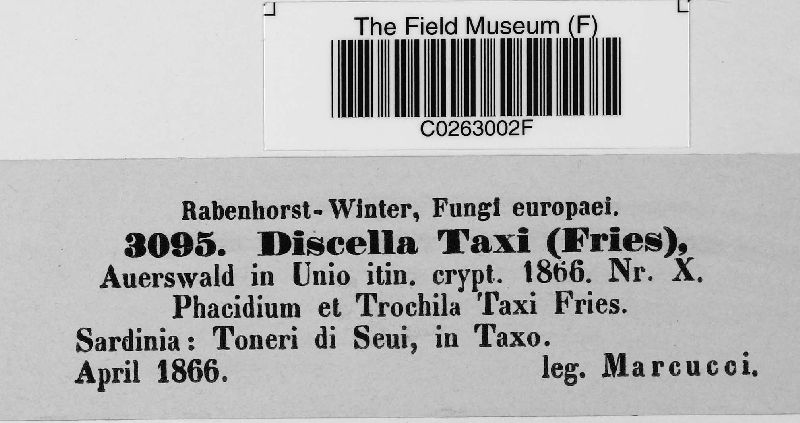 The Field Museum (F)
C0263002F
Rabenhorst-Winter, Fungi europaei.
3095. Discella Taxi (Fries),
Auerswald in Unio itin. crypt. 1866. Nr. X.
Phacidium et Trochila Taxi Fries.
Sardinia: Toneri di Seui, in Taxo.
April 1866. leg. Marcucci.